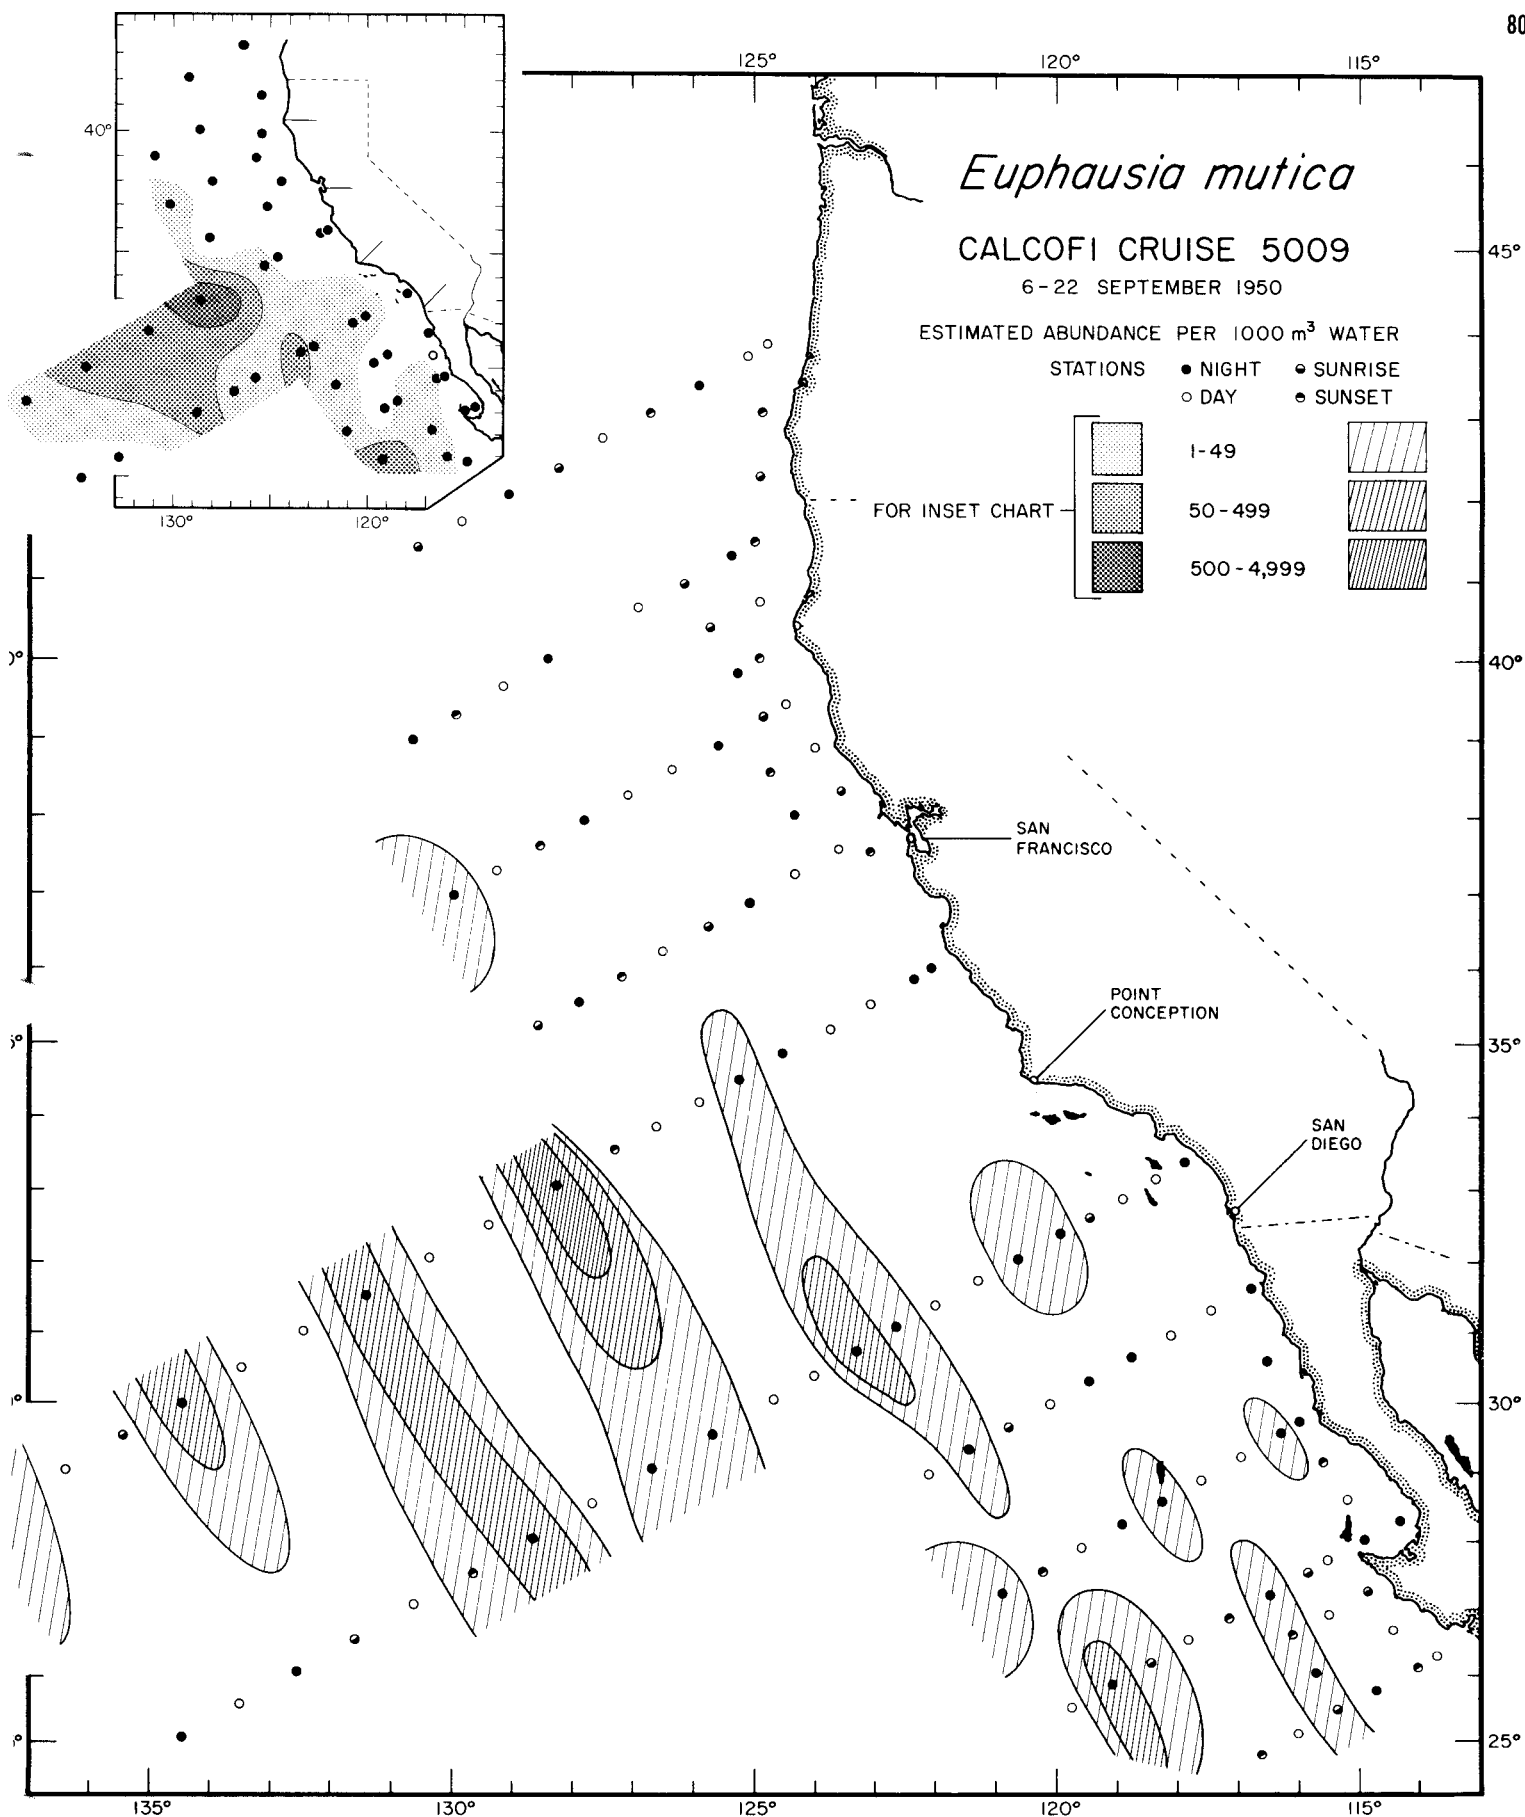 80
125°
120°
115°
40°
130°
120°
Euphausia mutica
CALCOFI CRUISE 5009
6-22 SEPTEMBER 1950
ESTIMATED ABUNDANCE PER 1000 m³ WATER
STATIONS ● NIGHT SUNRISE
○ DAY SUNSET
1-49
FOR INSET CHART
50-499
500-4,999
45°
40°
35°
30°
25°
SAN
FRANCISCO
POINT
CONCEPTION
SAN
DIEGO
135°
130°
125°
120°
115°